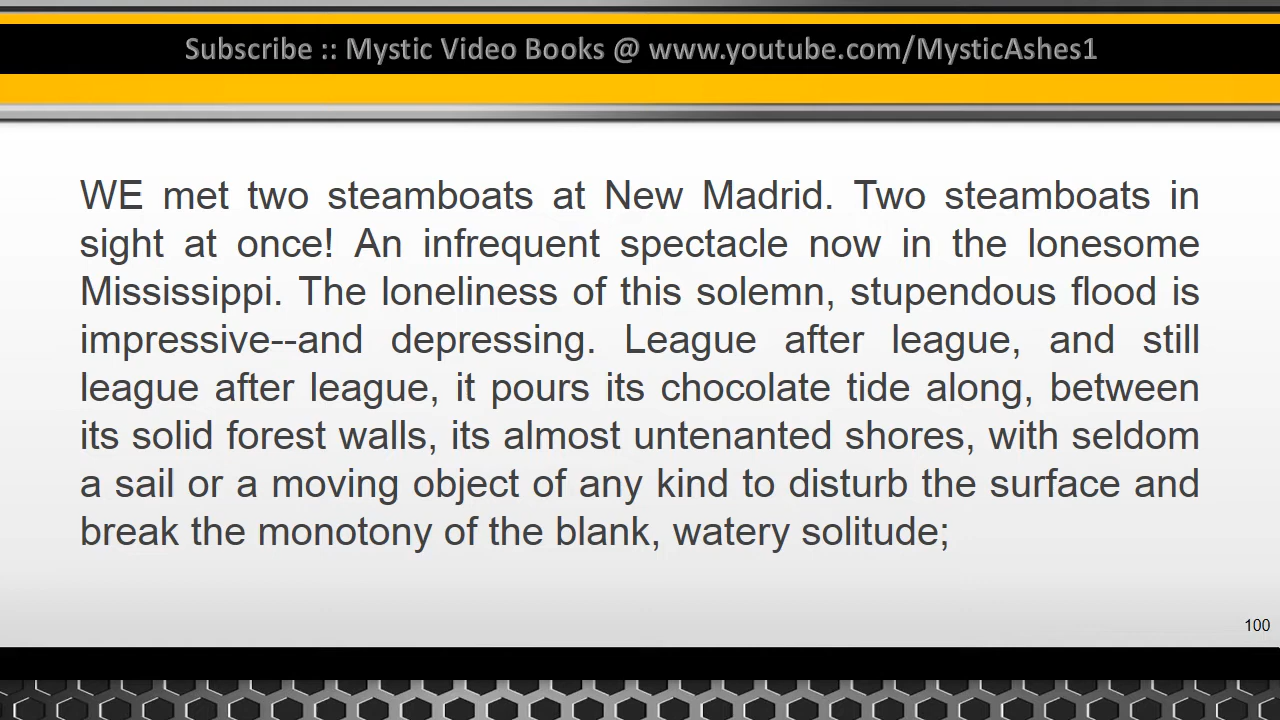 Subscribe :: Mystic Video Books @ www.youtube.com/MysticAshes1
WE met two steamboats at New Madrid. Two steamboats in
sight at once! An infrequent spectacle now in the lonesome
Mississippi. The loneliness of this solemn, stupendous flood is
impressive--and depressing. League after league, and still
league after league, it pours its chocolate tide along, between
its solid forest walls, its almost untenanted shores, with seldom
a sail or a moving object of any kind to disturb the surface and
break the monotony of the blank, watery solitude;
100